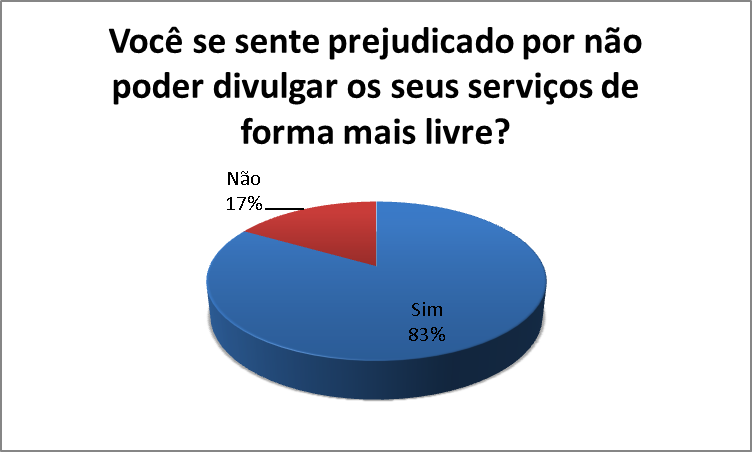 Você se sente prejudicado por não
poder divulgar os seus serviços de
forma mais livre?
Não
17%
Sim
83%